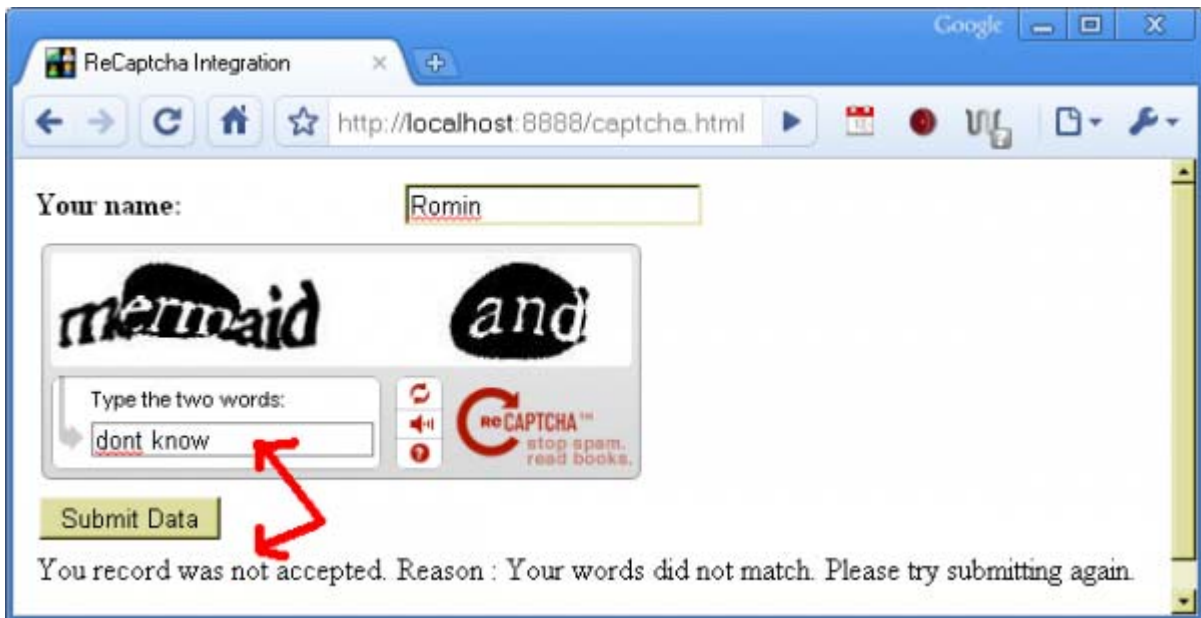 Google
ReCaptcha Integration
http://localhost:8888/captcha.html
12
Your name: Romin
mermaid and
Type the two words:
dont know
ReCAPTCHA™
stop spam.
read books.
Submit Data
You record was not accepted. Reason : Your words did not match. Please try submitting again.